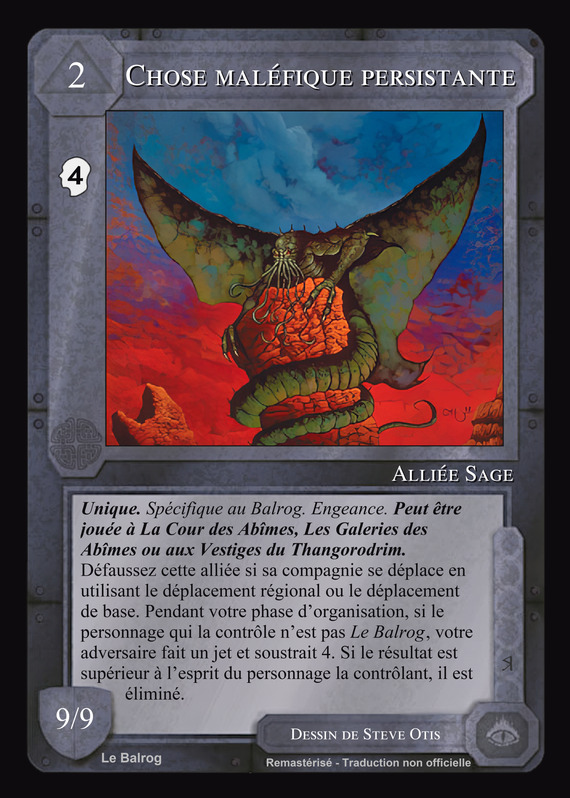 2
CHOSE MALÉFIQUE PERSISTANTE
4
ALLIÉE SAGE
Unique. Spécifique au Balrog. Engeance. Peut être
jouée à La Cour des Abîmes, Les Galeries des
Abîmes ou aux Vestiges du Thangorodrim.
Défaussez cette alliée si sa compagnie se déplace en
utilisant le déplacement régional ou le déplacement
de base. Pendant votre phase d’organisation, si le
personnage qui la contrôle n’est pas Le Balrog, votre
adversaire fait un jet et soustrait 4. Si le résultat est
supérieur à l’esprit du personnage la contrôlant, il est
éliminé.
9/9
DESSIN DE STEVE OTIS
Le Balrog
Remastérisé - Traduction non officielle